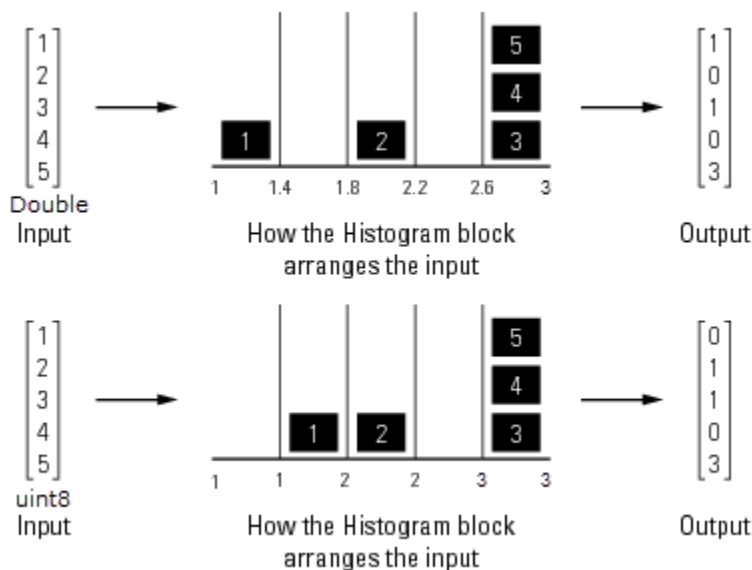 1
2
3
4
5
Double
Input
5
4
1 2 3
1 1.4 1.8 2.2 2.6 3
How the Histogram block
arranges the input
1
0
1
0
3
Output
1
2
3
4
5
uint8
Input
5
4
1 2 3
1 1 2 2 3 3
How the Histogram block
arranges the input
0
1
1
0
3
Output